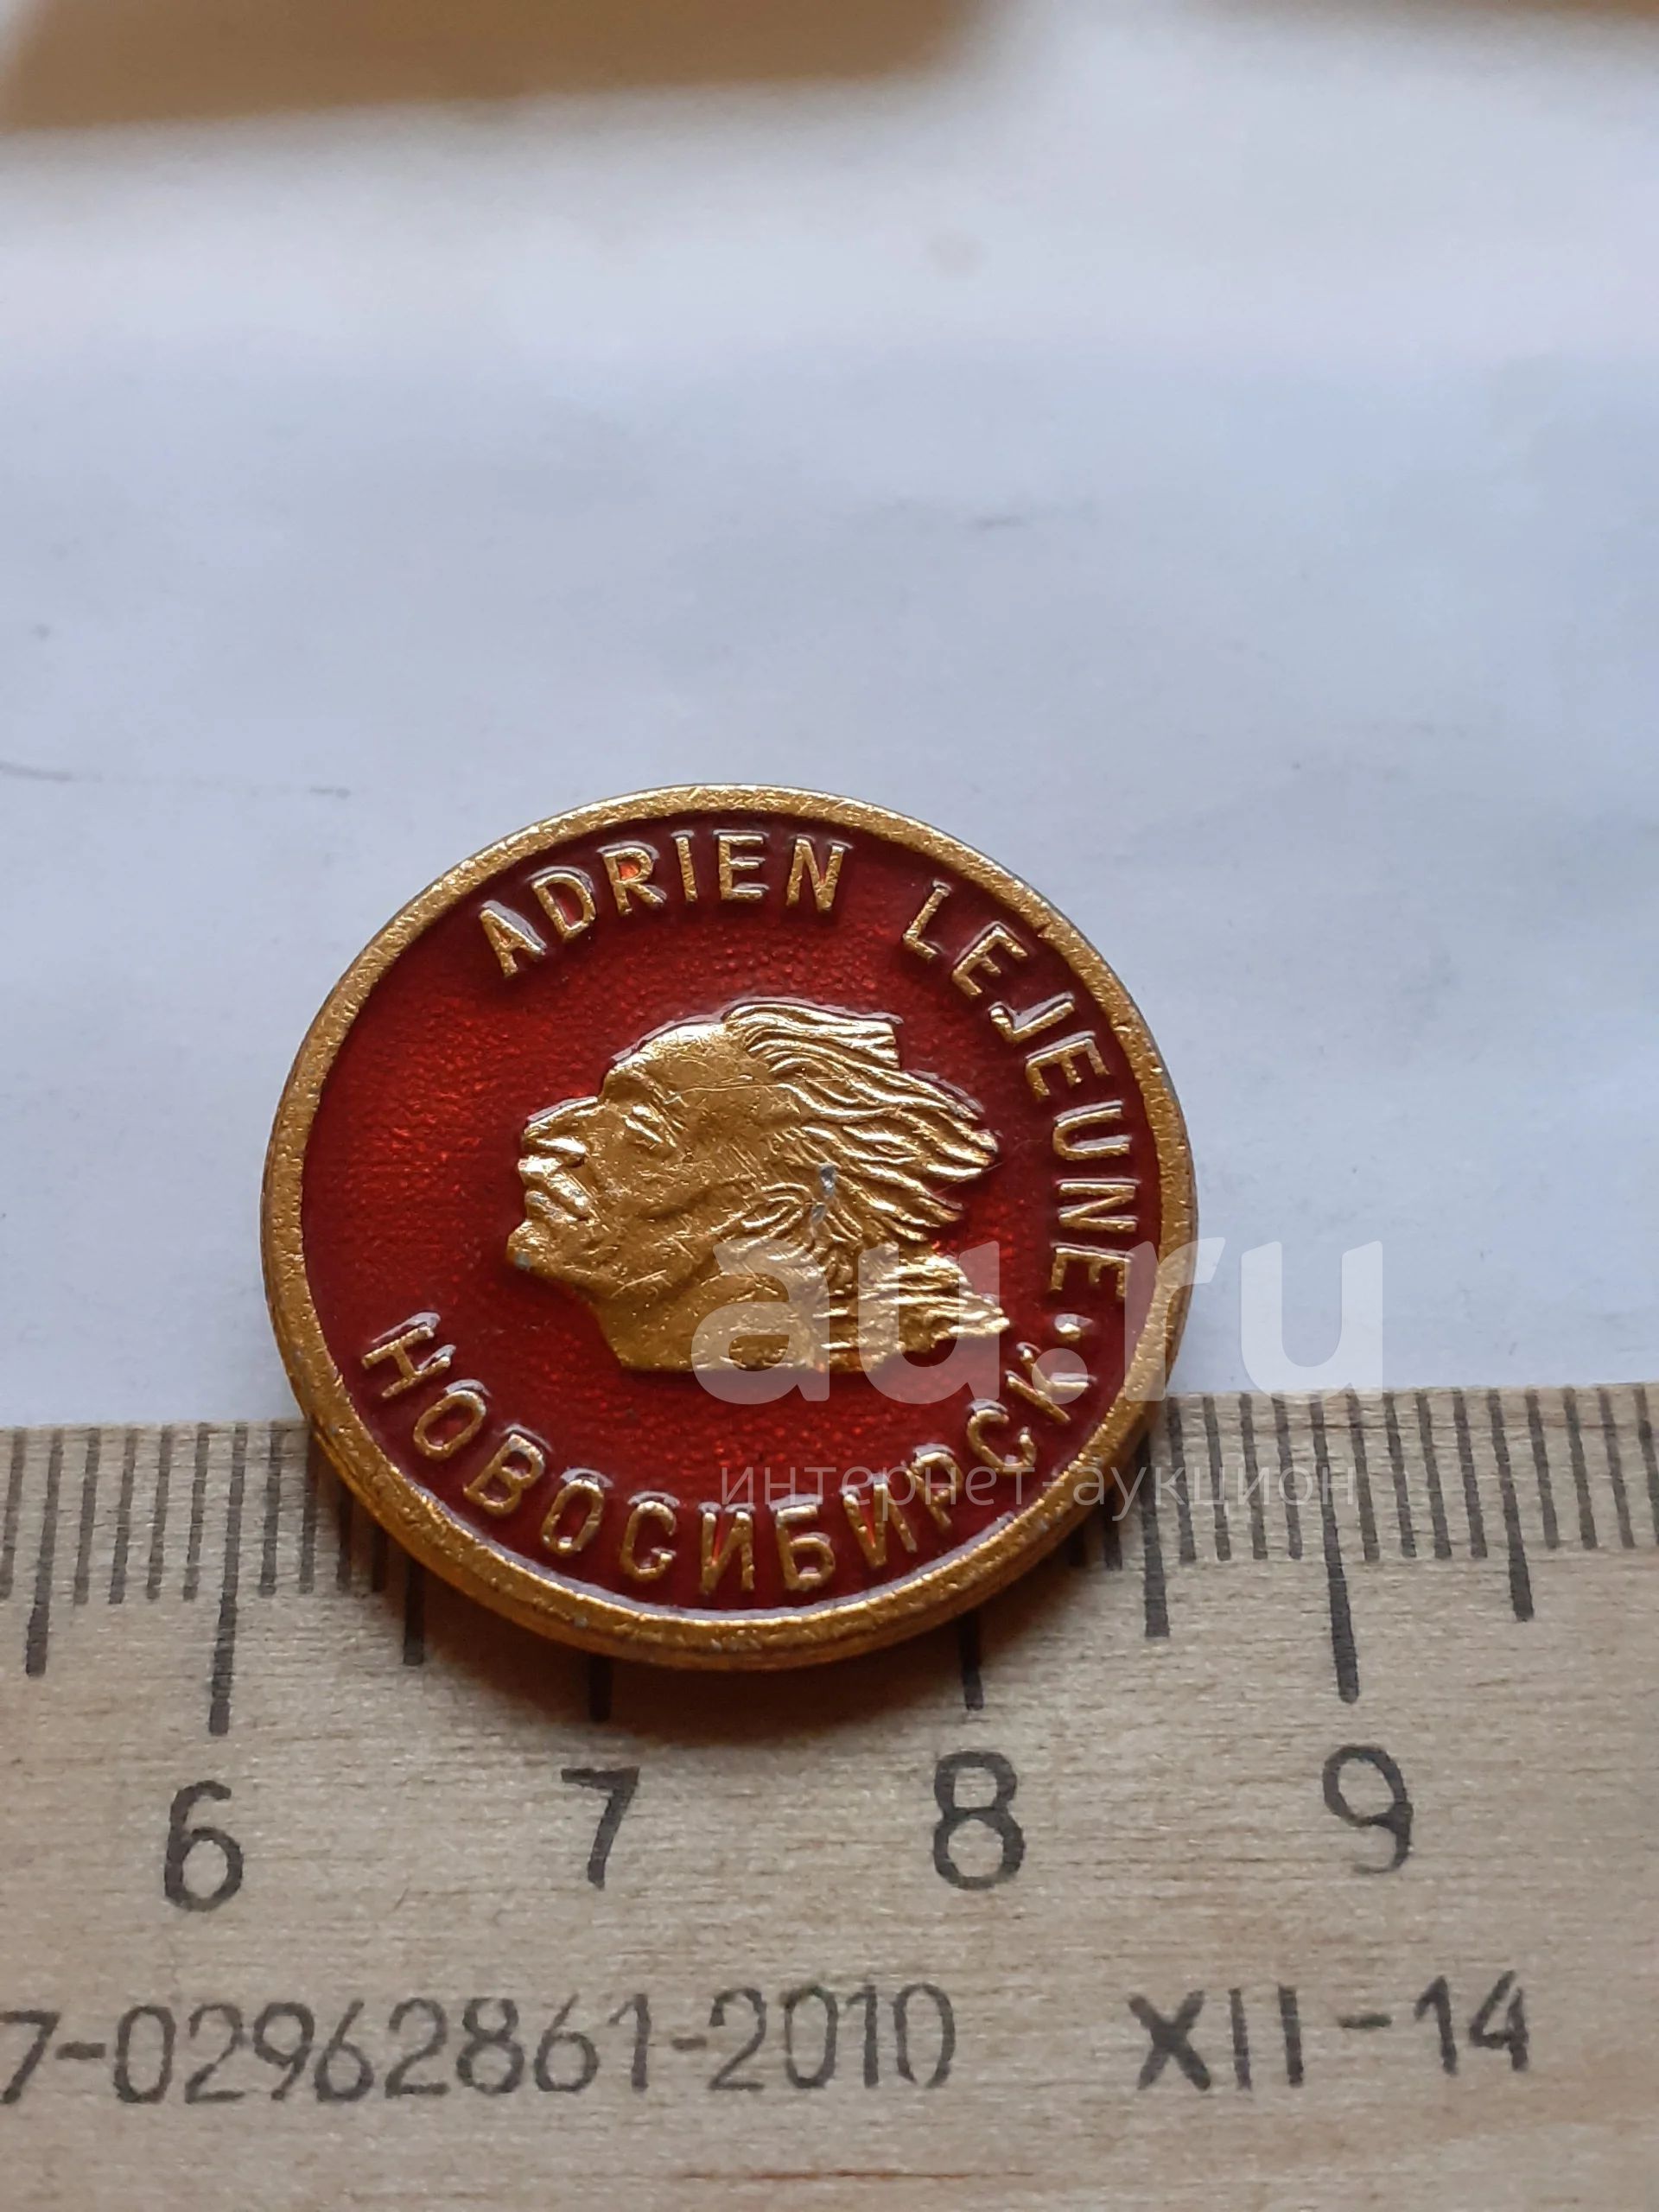 ADRIEN LEJEUNE.
НОВОСИБИРСК
au.ru
интернет-аукцион
6 7 8 9
7-02962861-2010 XII-14